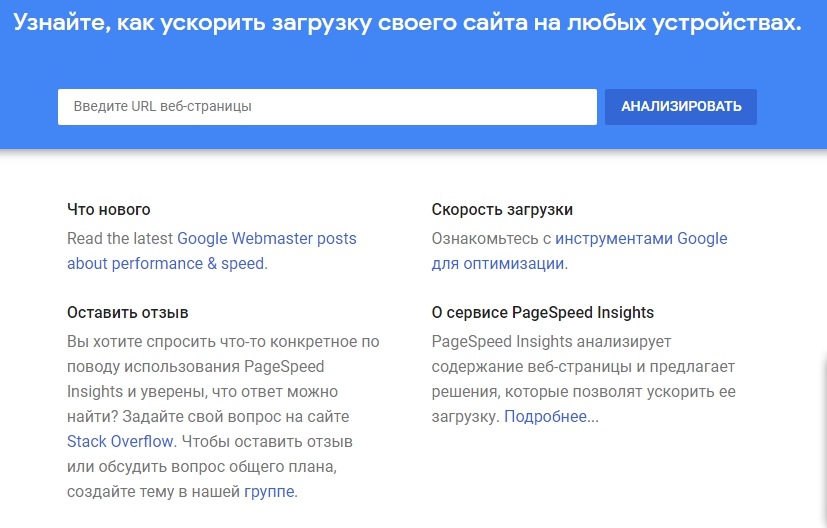 Узнайте, как ускорить загрузку своего сайта на любых устройствах.
Введите URL веб-страницы
АНАЛИЗИРОВАТЬ
Что нового
Read the latest Google Webmaster posts
about performance & speed.
Скорость загрузки
Ознакомьтесь с инструментами Google
для оптимизации.
Оставить отзыв
Вы хотите спросить что-то конкретное по
поводу использования PageSpeed
Insights и уверены, что ответ можно
найти? Задайте свой вопрос на сайте
Stack Overflow. Чтобы оставить отзыв
или обсудить вопрос общего плана,
создайте тему в нашей группе.
О сервисе PageSpeed Insights
PageSpeed Insights анализирует
содержание веб-страницы и предлагает
решения, которые позволят ускорить ее
загрузку. Подробнее...